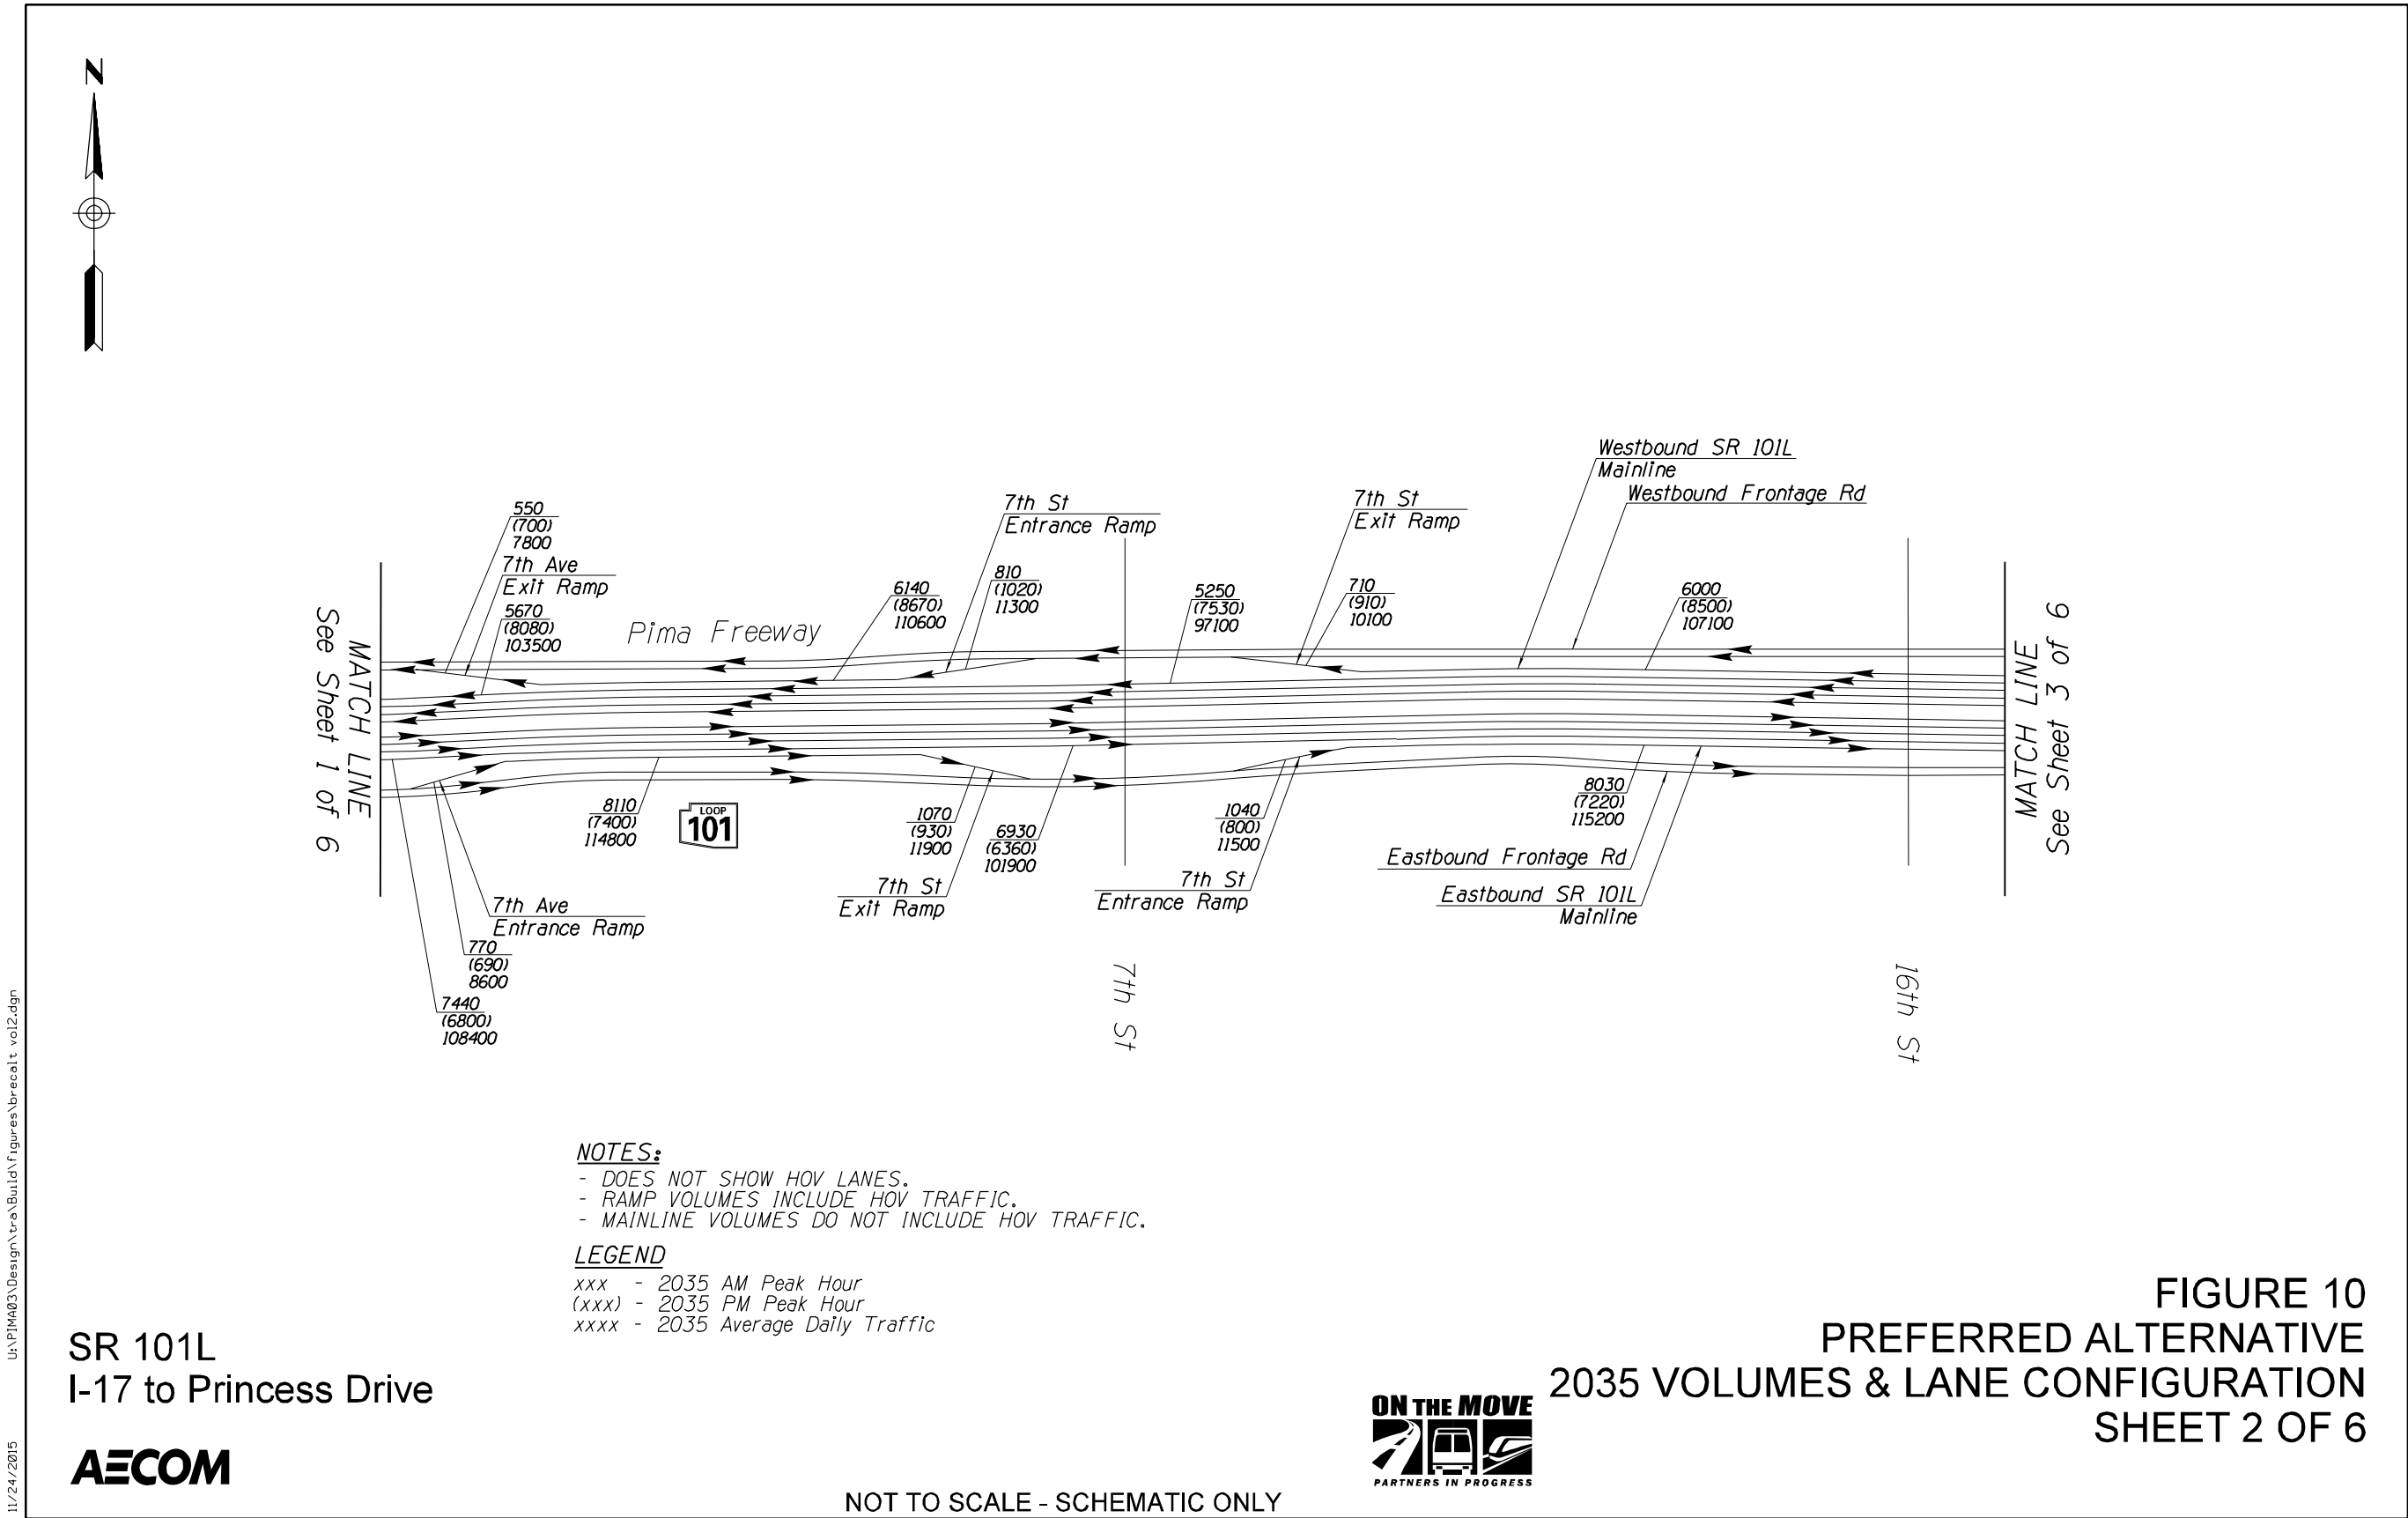 N
Westbound SR 101L
Mainline
Westbound Frontage Rd
7th St
Entrance Ramp
7th St
Exit Ramp
550
(700)
7800
7th Ave
Exit Ramp
5670
(8080)
103500
Pima Freeway
6140
(8670)
110600
810
(1020)
11300
5250
(7530)
97100
710
(910)
10100
6000
(8500)
107100
MATCH LINE
See Sheet 1 of 6
MATCH LINE
See Sheet 3 of 6
8110
(7400)
114800
LOOP
101
1070
(930)
11900
6930
(6360)
101900
1040
(800)
11500
8030
(7220)
115200
Eastbound Frontage Rd
Eastbound SR 101L
Mainline
7th St
Exit Ramp
7th St
Entrance Ramp
7th Ave
Entrance Ramp
770
(690)
8600
7440
(6800)
108400
7th St
16th St
NOTES:
- DOES NOT SHOW HOV LANES.
- RAMP VOLUMES INCLUDE HOV TRAFFIC.
- MAINLINE VOLUMES DO NOT INCLUDE HOV TRAFFIC.
LEGEND
xxx - 2035 AM Peak Hour
(xxx) - 2035 PM Peak Hour
xxxx - 2035 Average Daily Traffic
SR 101L
I-17 to Princess Drive
AECOM
ON THE MOVE
PARTNERS IN PROGRESS
FIGURE 10
PREFERRED ALTERNATIVE
2035 VOLUMES & LANE CONFIGURATION
SHEET 2 OF 6
NOT TO SCALE - SCHEMATIC ONLY
11/24/2015 U:\PIMA03\Design\tra\Build\figures\brecalt vol2.dgn